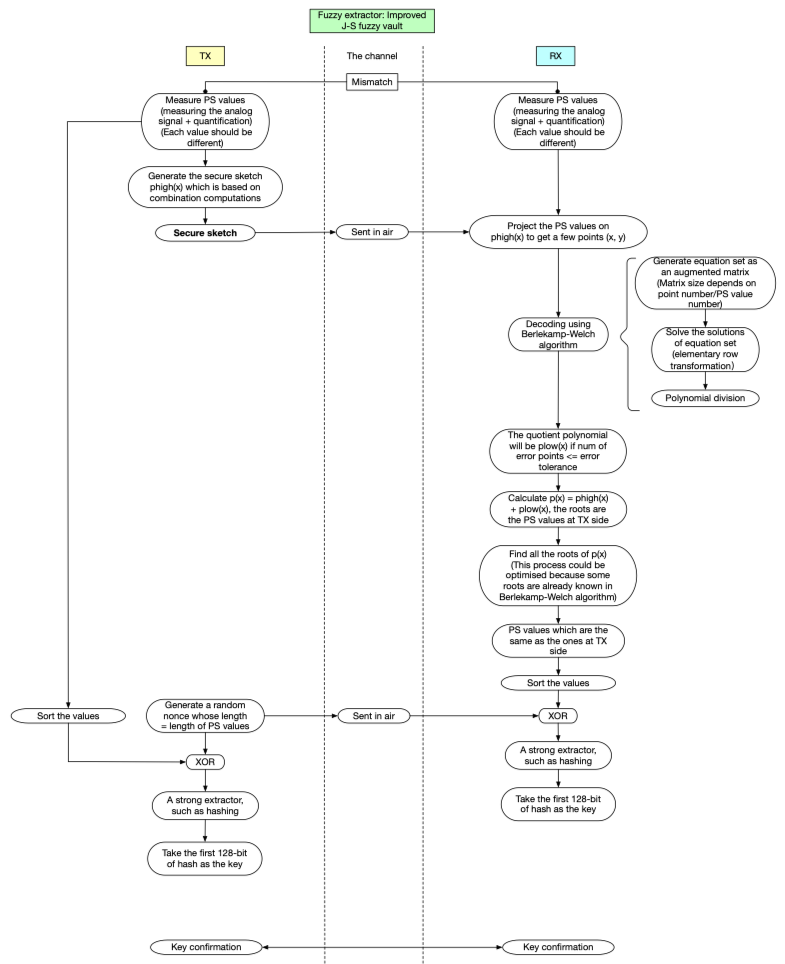 Fuzzy extractor: Improved
J-S fuzzy vault
TX
The channel
RX
Mismatch
Measure PS values
(measuring the analog
signal + quantification)
(Each value should be
different)
Measure PS values
(measuring the analog
signal + quantification)
(Each value should be
different)
Generate the secure sketch
phigh(x) which is based on
combination computations
Secure sketch
Sent in air
Project the PS values on
phigh(x) to get a few points (x, y)
Generate equation set as
an augmented matrix
(Matrix size depends on
point number/PS value
number)
Decoding using
Berlekamp-Welch
algorithm
Solve the solutions
of equation set
(elementary row
transformation)
Polynomial division
The quotient polynomial
will be plow(x) if num of
error points <= error
tolerance
Calculate p(x) = phigh(x)
+ plow(x), the roots are
the PS values at TX side
Find all the roots of p(x)
(This process could be
optimised because some
roots are already known in
Berlekamp-Welch algorithm)
PS values which are the
same as the ones at TX
side
Sort the values
Sort the values
Generate a random
nonce whose length
= length of PS values
Sent in air
XOR
XOR
A strong extractor,
such as hashing
A strong extractor,
such as hashing
Take the first 128-bit
of hash as the key
Take the first 128-bit
of hash as the key
Key confirmation
Key confirmation